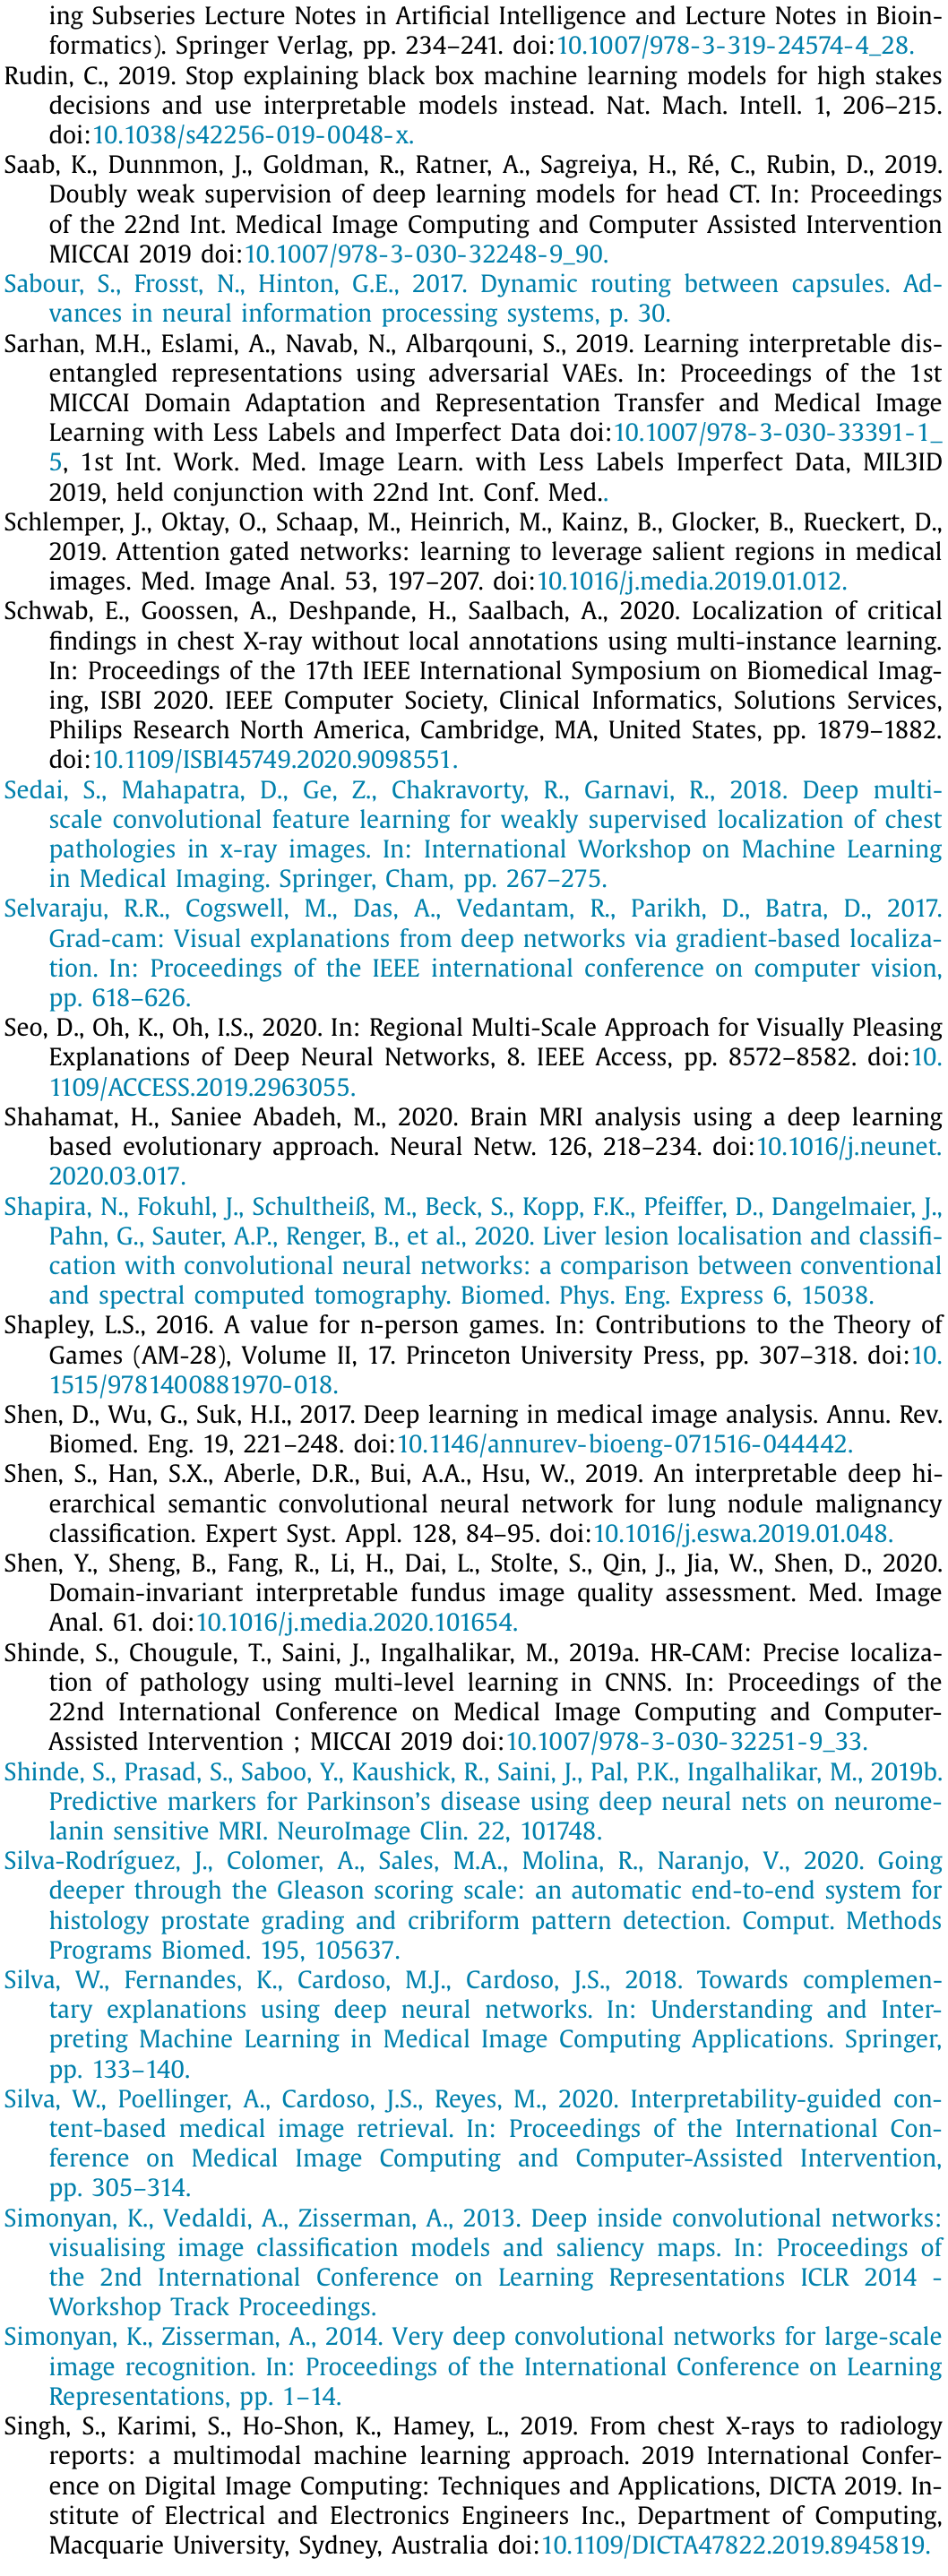 ing Subseries Lecture Notes in Artificial Intelligence and Lecture Notes in Bioin-
formatics). Springer Verlag, pp. 234–241. doi:10.1007/978-3-319-24574-4_28.
Rudin, C., 2019. Stop explaining black box machine learning models for high stakes
decisions and use interpretable models instead. Nat. Mach. Intell. 1, 206–215.
doi:10.1038/s42256-019-0048-x.
Saab, K., Dunnmon, J., Goldman, R., Ratner, A., Sagreiya, H., Ré, C., Rubin, D., 2019.
Doubly weak supervision of deep learning models for head CT. In: Proceedings
of the 22nd Int. Medical Image Computing and Computer Assisted Intervention
MICCAI 2019 doi:10.1007/978-3-030-32248-9_90.
Sabour, S., Frosst, N., Hinton, G.E., 2017. Dynamic routing between capsules. Ad-
vances in neural information processing systems, p. 30.
Sarhan, M.H., Eslami, A., Navab, N., Albarqouni, S., 2019. Learning interpretable dis-
entangled representations using adversarial VAEs. In: Proceedings of the 1st
MICCAI Domain Adaptation and Representation Transfer and Medical Image
Learning with Less Labels and Imperfect Data doi:10.1007/978-3-030-33391-1_
5, 1st Int. Work. Med. Image Learn. with Less Labels Imperfect Data, MIL3ID
2019, held conjunction with 22nd Int. Conf. Med..
Schlemper, J., Oktay, O., Schaap, M., Heinrich, M., Kainz, B., Glocker, B., Rueckert, D.,
2019. Attention gated networks: learning to leverage salient regions in medical
images. Med. Image Anal. 53, 197–207. doi:10.1016/j.media.2019.01.012.
Schwab, E., Goossen, A., Deshpande, H., Saalbach, A., 2020. Localization of critical
findings in chest X-ray without local annotations using multi-instance learning.
In: Proceedings of the 17th IEEE International Symposium on Biomedical Imag-
ing, ISBI 2020. IEEE Computer Society, Clinical Informatics, Solutions Services,
Philips Research North America, Cambridge, MA, United States, pp. 1879–1882.
doi:10.1109/ISBI45749.2020.9098551.
Sedai, S., Mahapatra, D., Ge, Z., Chakravorty, R., Garnavi, R., 2018. Deep multi-
scale convolutional feature learning for weakly supervised localization of chest
pathologies in x-ray images. In: International Workshop on Machine Learning
in Medical Imaging. Springer, Cham, pp. 267–275.
Selvaraju, R.R., Cogswell, M., Das, A., Vedantam, R., Parikh, D., Batra, D., 2017.
Grad-cam: Visual explanations from deep networks via gradient-based localiza-
tion. In: Proceedings of the IEEE international conference on computer vision,
pp. 618–626.
Seo, D., Oh, K., Oh, I.S., 2020. In: Regional Multi-Scale Approach for Visually Pleasing
Explanations of Deep Neural Networks, 8. IEEE Access, pp. 8572–8582. doi:10.
1109/ACCESS.2019.2963055.
Shahamat, H., Saniee Abadeh, M., 2020. Brain MRI analysis using a deep learning
based evolutionary approach. Neural Netw. 126, 218–234. doi:10.1016/j.neunet.
2020.03.017.
Shapira, N., Fokuhl, J., Schultheiß, M., Beck, S., Kopp, F.K., Pfeiffer, D., Dangelmaier, J.,
Pahn, G., Sauter, A.P., Renger, B., et al., 2020. Liver lesion localisation and classifi-
cation with convolutional neural networks: a comparison between conventional
and spectral computed tomography. Biomed. Phys. Eng. Express 6, 15038.
Shapley, L.S., 2016. A value for n-person games. In: Contributions to the Theory of
Games (AM-28), Volume II, 17. Princeton University Press, pp. 307–318. doi:10.
1515/9781400881970-018.
Shen, D., Wu, G., Suk, H.I., 2017. Deep learning in medical image analysis. Annu. Rev.
Biomed. Eng. 19, 221–248. doi:10.1146/annurev-bioeng-071516-044442.
Shen, S., Han, S.X., Aberle, D.R., Bui, A.A., Hsu, W., 2019. An interpretable deep hi-
erarchical semantic convolutional neural network for lung nodule malignancy
classification. Expert Syst. Appl. 128, 84–95. doi:10.1016/j.eswa.2019.01.048.
Shen, Y., Sheng, B., Fang, R., Li, H., Dai, L., Stolte, S., Qin, J., Jia, W., Shen, D., 2020.
Domain-invariant interpretable fundus image quality assessment. Med. Image
Anal. 61. doi:10.1016/j.media.2020.101654.
Shinde, S., Chougule, T., Saini, J., Ingalhalikar, M., 2019a. HR-CAM: Precise localiza-
tion of pathology using multi-level learning in CNNS. In: Proceedings of the
22nd International Conference on Medical Image Computing and Computer-
Assisted Intervention ; MICCAI 2019 doi:10.1007/978-3-030-32251-9_33.
Shinde, S., Prasad, S., Saboo, Y., Kaushick, R., Saini, J., Pal, P.K., Ingalhalikar, M., 2019b.
Predictive markers for Parkinson’s disease using deep neural nets on neurome-
lanin sensitive MRI. NeuroImage Clin. 22, 101748.
Silva-Rodríguez, J., Colomer, A., Sales, M.A., Molina, R., Naranjo, V., 2020. Going
deeper through the Gleason scoring scale: an automatic end-to-end system for
histology prostate grading and cribriform pattern detection. Comput. Methods
Programs Biomed. 195, 105637.
Silva, W., Fernandes, K., Cardoso, M.J., Cardoso, J.S., 2018. Towards complemen-
tary explanations using deep neural networks. In: Understanding and Inter-
preting Machine Learning in Medical Image Computing Applications. Springer,
pp. 133–140.
Silva, W., Poellinger, A., Cardoso, J.S., Reyes, M., 2020. Interpretability-guided con-
tent-based medical image retrieval. In: Proceedings of the International Con-
ference on Medical Image Computing and Computer-Assisted Intervention,
pp. 305–314.
Simonyan, K., Vedaldi, A., Zisserman, A., 2013. Deep inside convolutional networks:
visualising image classification models and saliency maps. In: Proceedings of
the 2nd International Conference on Learning Representations ICLR 2014 -
Workshop Track Proceedings.
Simonyan, K., Zisserman, A., 2014. Very deep convolutional networks for large-scale
image recognition. In: Proceedings of the International Conference on Learning
Representations, pp. 1–14.
Singh, S., Karimi, S., Ho-Shon, K., Hamey, L., 2019. From chest X-rays to radiology
reports: a multimodal machine learning approach. 2019 International Confer-
ence on Digital Image Computing: Techniques and Applications, DICTA 2019. In-
stitute of Electrical and Electronics Engineers Inc., Department of Computing,
Macquarie University, Sydney, Australia doi:10.1109/DICTA47822.2019.8945819.